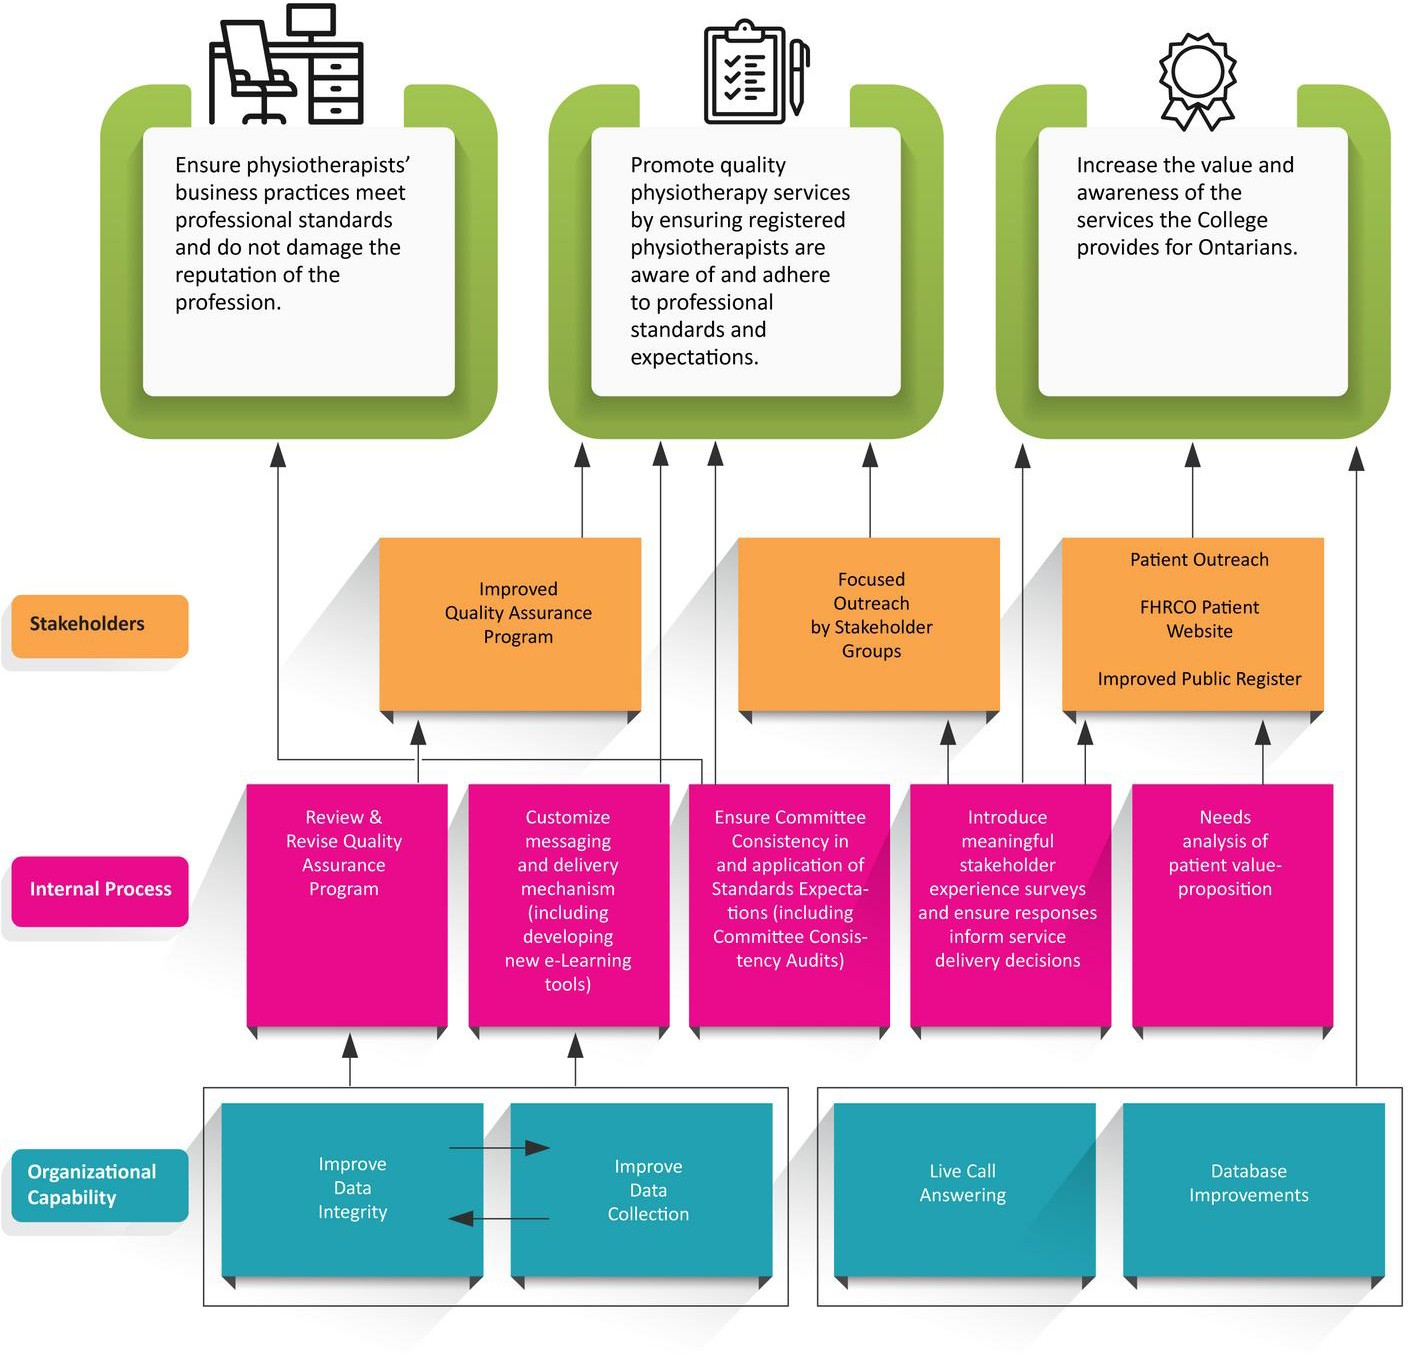 Ensure physiotherapists’
business practices meet
professional standards
and do not damage the
reputation of the
profession.
Promote quality
physiotherapy services
by ensuring registered
physiotherapists are
aware of and adhere
to professional
standards and
expectations.
Increase the value and
awareness of the
services the College
provides for Ontarians.
Stakeholders
Improved
Quality Assurance
Program
Focused
Outreach
by Stakeholder
Groups
Patient Outreach
FHRCO Patient
Website
Improved Public Register
Internal Process
Review &
Revise Quality
Assurance
Program
Customize
messaging
and delivery
mechanism
(including
developing
new e-Learning
tools)
Ensure Committee
Consistency in
and application of
Standards Expecta-
tions (including
Committee Consis-
tency Audits)
Introduce
meaningful
stakeholder
experience surveys
and ensure responses
inform service
delivery decisions
Needs
analysis of
patient value-
proposition
Organizational
Capability
Improve
Data
Integrity
Improve
Data
Collection
Live Call
Answering
Database
Improvements